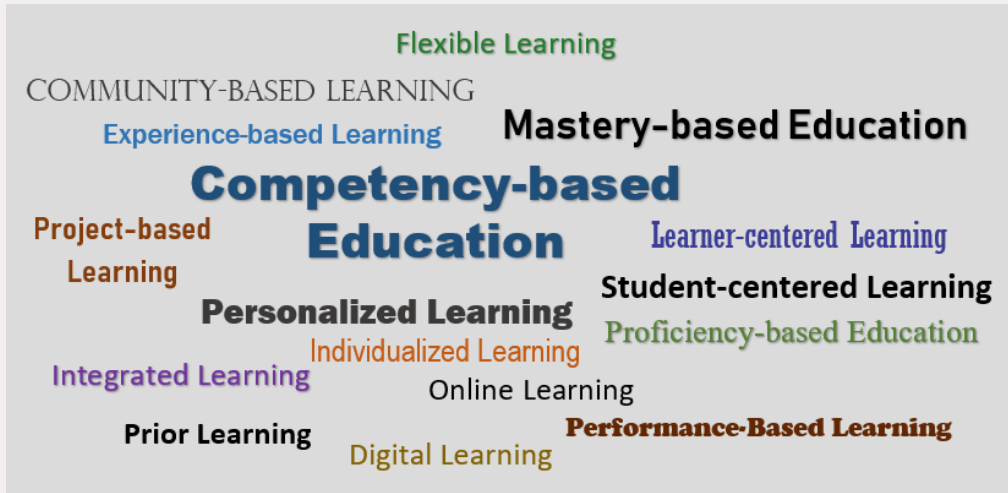 Flexible Learning
COMMUNITY-BASED LEARNING
Mastery-based Education
Experience-based Learning
Competency-based
Education
Project-based
Learning
Learner-centered Learning
Student-centered Learning
Personalized Learning
Proficiency-based Education
Individualized Learning
Integrated Learning
Online Learning
Prior Learning
Performance-Based Learning
Digital Learning